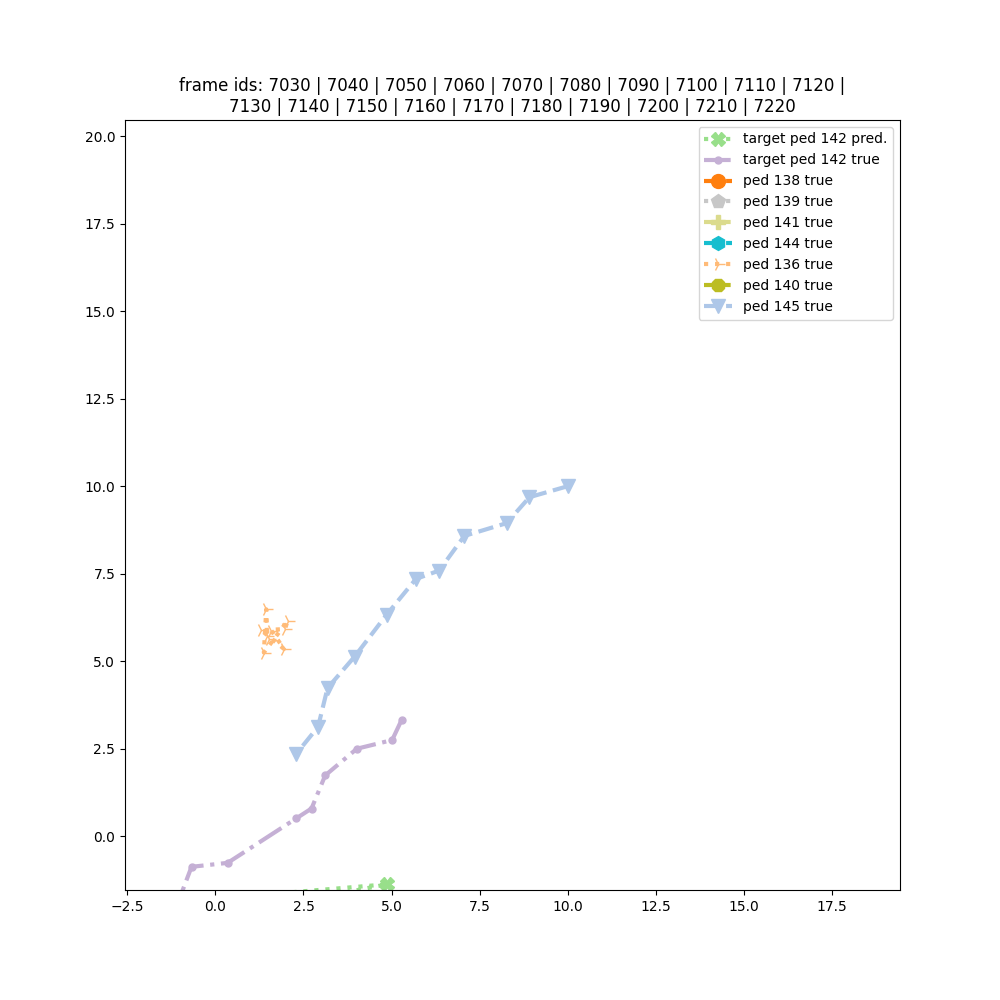 frame ids: 7030 | 7040 | 7050 | 7060 | 7070 | 7080 | 7090 | 7100 | 7110 | 7120 |
7130 | 7140 | 7150 | 7160 | 7170 | 7180 | 7190 | 7200 | 7210 | 7220
20.0
17.5
15.0
12.5
10.0
7.5
5.0
2.5
0.0
target ped 142 pred.
target ped 142 true
ped 138 true
ped 139 true
ped 141 true
ped 144 true
ped 136 true
ped 140 true
ped 145 true
−2.5 0.0 2.5 5.0 7.5 10.0 12.5 15.0 17.5